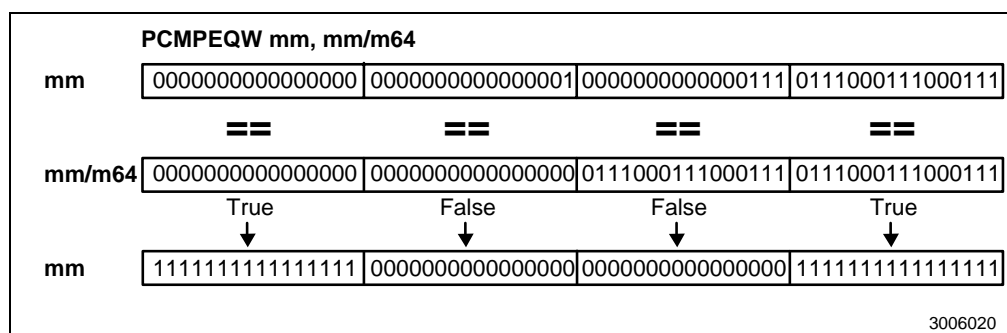 PCMPEQW mm, mm/m64
mm 0000000000000000 0000000000000001 0000000000000111 0111000111000111
== == == ==
mm/m64 0000000000000000 0000000000000000 0111000111000111 0111000111000111
True False False True
mm 1111111111111111 0000000000000000 0000000000000000 1111111111111111
3006020